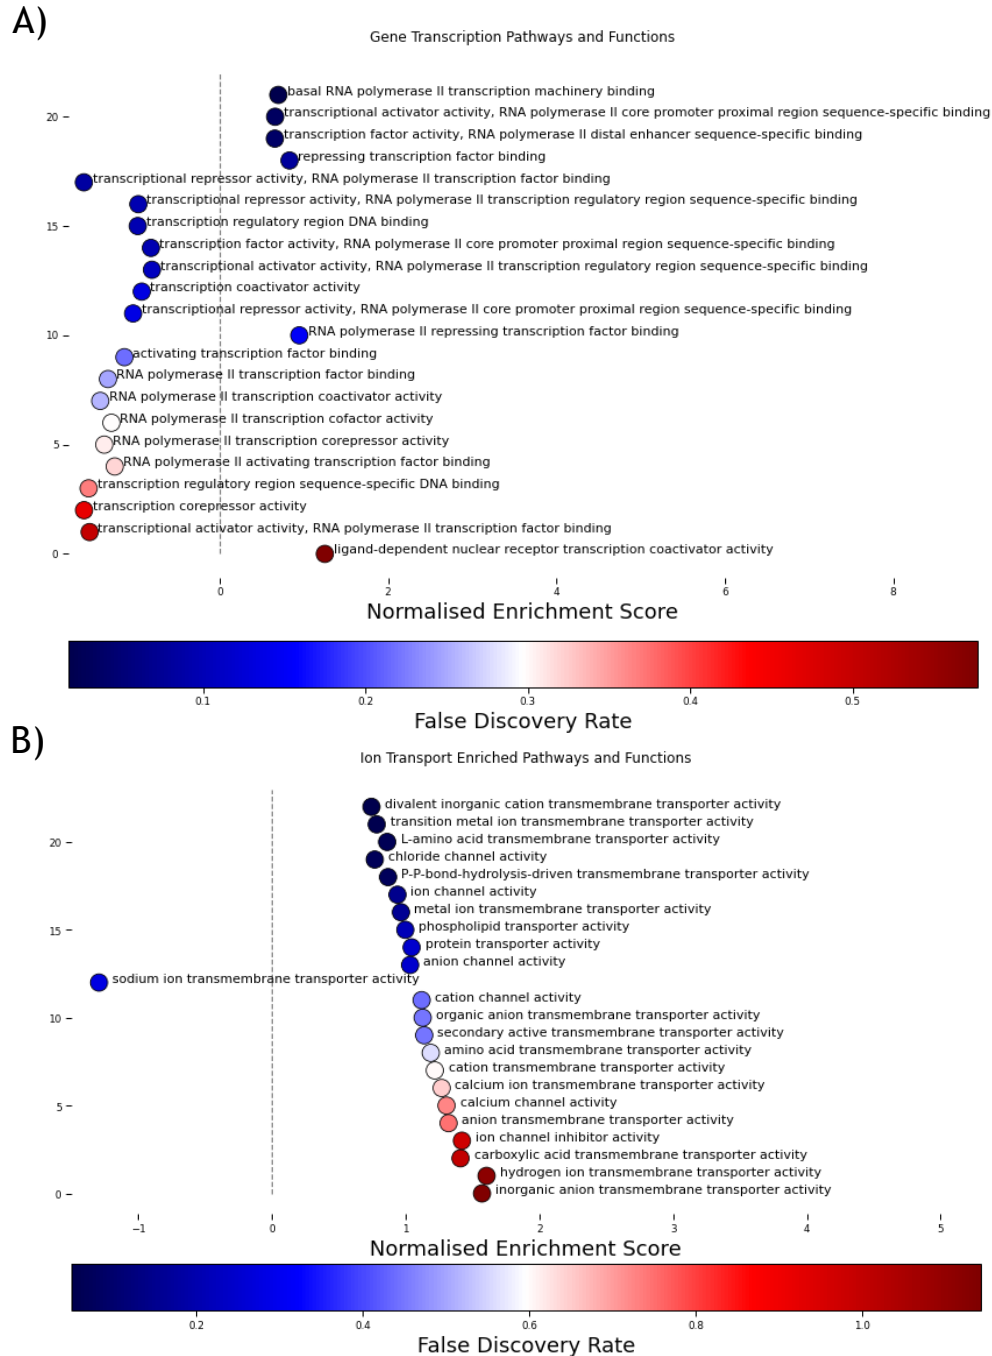 A)
Gene Transcription Pathways and Functions
basal RNA polymerase II transcription machinery binding
20
transcriptional activator activity, RNA polymerase II core promoter proximal region sequence-specific binding
transcription factor activity, RNA polymerase II distal enhancer sequence-specific binding
repressing transcription factor binding
transcriptional repressor activity, RNA polymerase II transcription factor binding
transcriptional repressor activity, RNA polymerase II transcription regulatory region sequence-specific binding
15
transcription regulatory region DNA binding
transcription factor activity, RNA polymerase II core promoter proximal region sequence-specific binding
transcriptional activator activity, RNA polymerase II transcription regulatory region sequence-specific binding
transcription coactivator activity
transcriptional repressor activity, RNA polymerase II core promoter proximal region sequence-specific binding
10
RNA polymerase II repressing transcription factor binding
activating transcription factor binding
RNA polymerase II transcription factor binding
RNA polymerase II transcription coactivator activity
RNA polymerase II transcription cofactor activity
5
RNA polymerase II transcription corepressor activity
RNA polymerase II activating transcription factor binding
transcription regulatory region sequence-specific DNA binding
transcription corepressor activity
transcriptional activator activity, RNA polymerase II transcription factor binding
0
ligand-dependent nuclear receptor transcription coactivator activity
0 2 4 6 8
Normalised Enrichment Score
0.1 0.2 0.3 0.4 0.5
False Discovery Rate
B)
Ion Transport Enriched Pathways and Functions
divalent inorganic cation transmembrane transporter activity
transition metal ion transmembrane transporter activity
20
L-amino acid transmembrane transporter activity
chloride channel activity
P-P-bond-hydrolysis-driven transmembrane transporter activity
ion channel activity
metal ion transmembrane transporter activity
15
phospholipid transporter activity
protein transporter activity
anion channel activity
sodium ion transmembrane transporter activity
cation channel activity
10
organic anion transmembrane transporter activity
secondary active transmembrane transporter activity
amino acid transmembrane transporter activity
cation transmembrane transporter activity
calcium ion transmembrane transporter activity
5
calcium channel activity
anion transmembrane transporter activity
ion channel inhibitor activity
carboxylic acid transmembrane transporter activity
hydrogen ion transmembrane transporter activity
0
inorganic anion transmembrane transporter activity
−1 0 1 2 3 4 5
Normalised Enrichment Score
0.2 0.4 0.6 0.8 1.0
False Discovery Rate